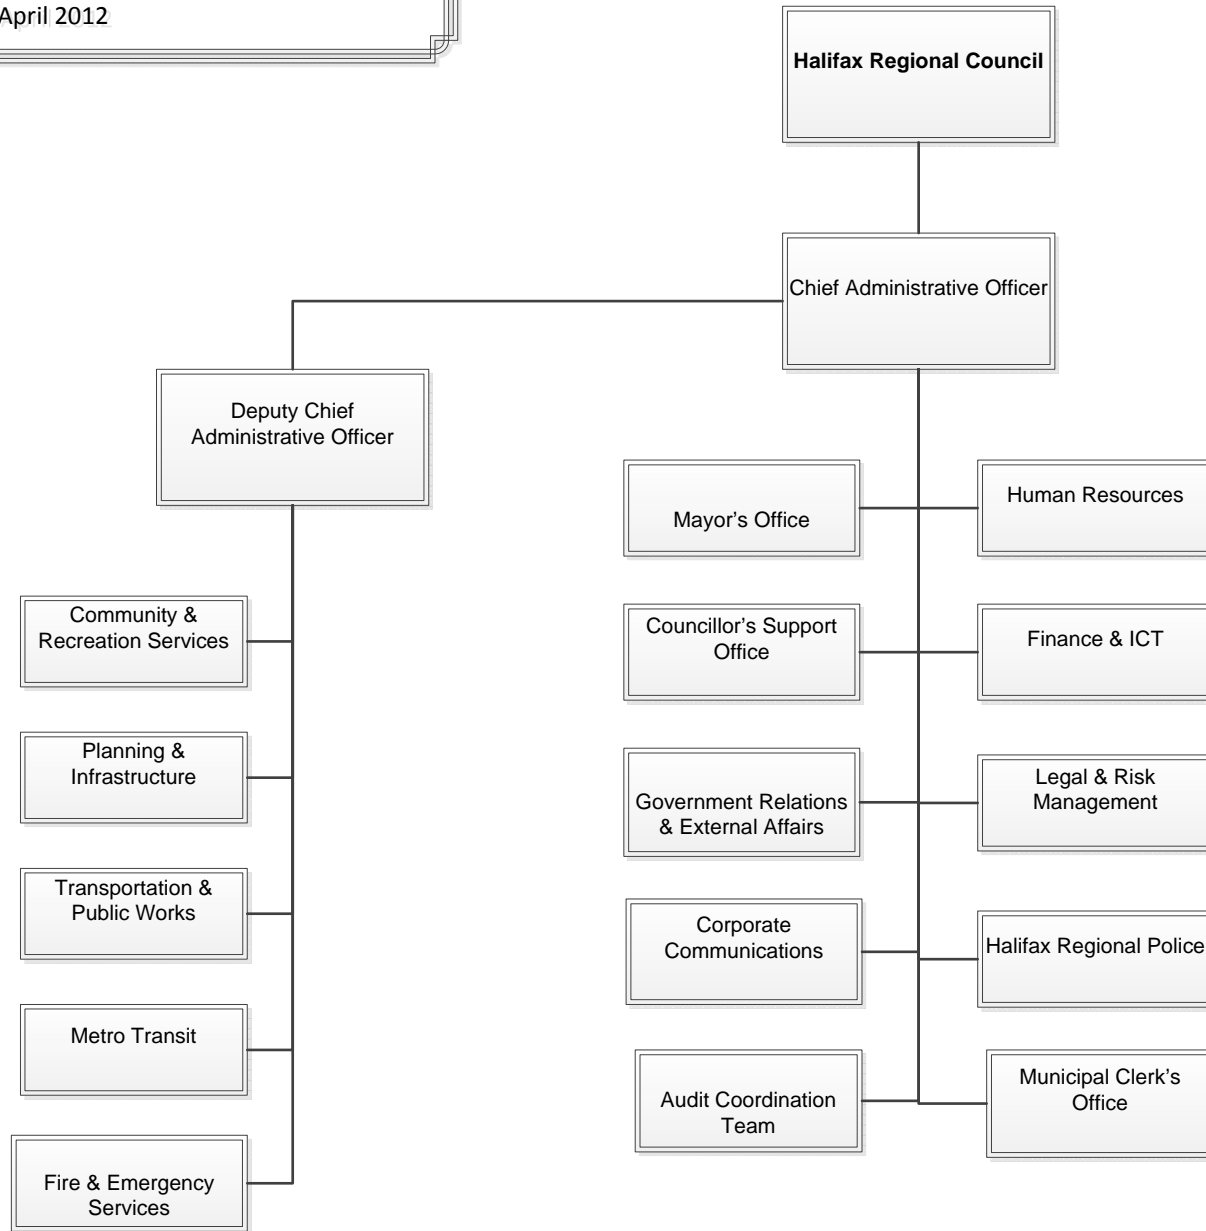 April 2012
Halifax Regional Council
Chief Administrative Officer
Deputy Chief
Administrative Officer
Community &
Recreation Services
Planning &
Infrastructure
Transportation &
Public Works
Metro Transit
Fire & Emergency
Services
Mayor’s Office
Human Resources
Councillor’s Support
Office
Finance & ICT
Government Relations
& External Affairs
Legal & Risk
Management
Corporate
Communications
Halifax Regional Police
Audit Coordination
Team
Municipal Clerk’s
Office